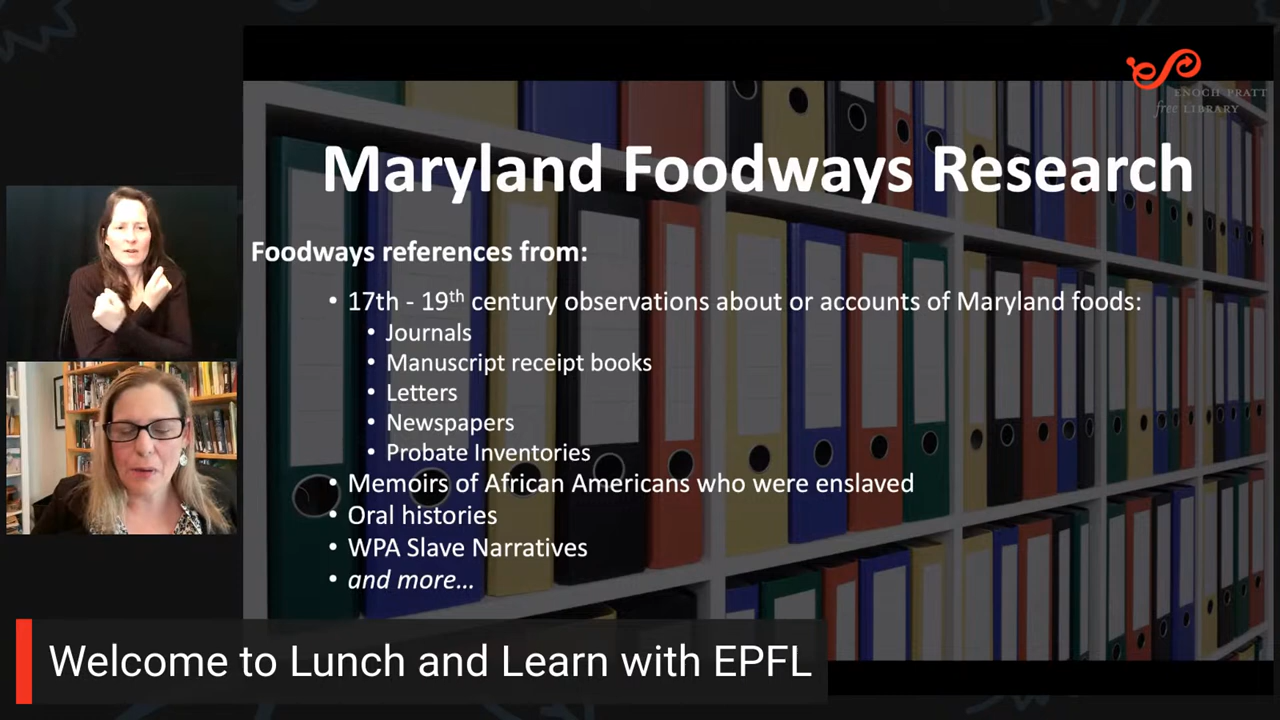 ENOCH PRATT
free LIBRARY
Maryland Foodways Research
Foodways references from:
• 17th - 19th century observations about or accounts of Maryland foods:
• Journals
• Manuscript receipt books
• Letters
• Newspapers
• Probate Inventories
• Memoirs of African Americans who were enslaved
• Oral histories
• WPA Slave Narratives
• and more...
Welcome to Lunch and Learn with EPFL